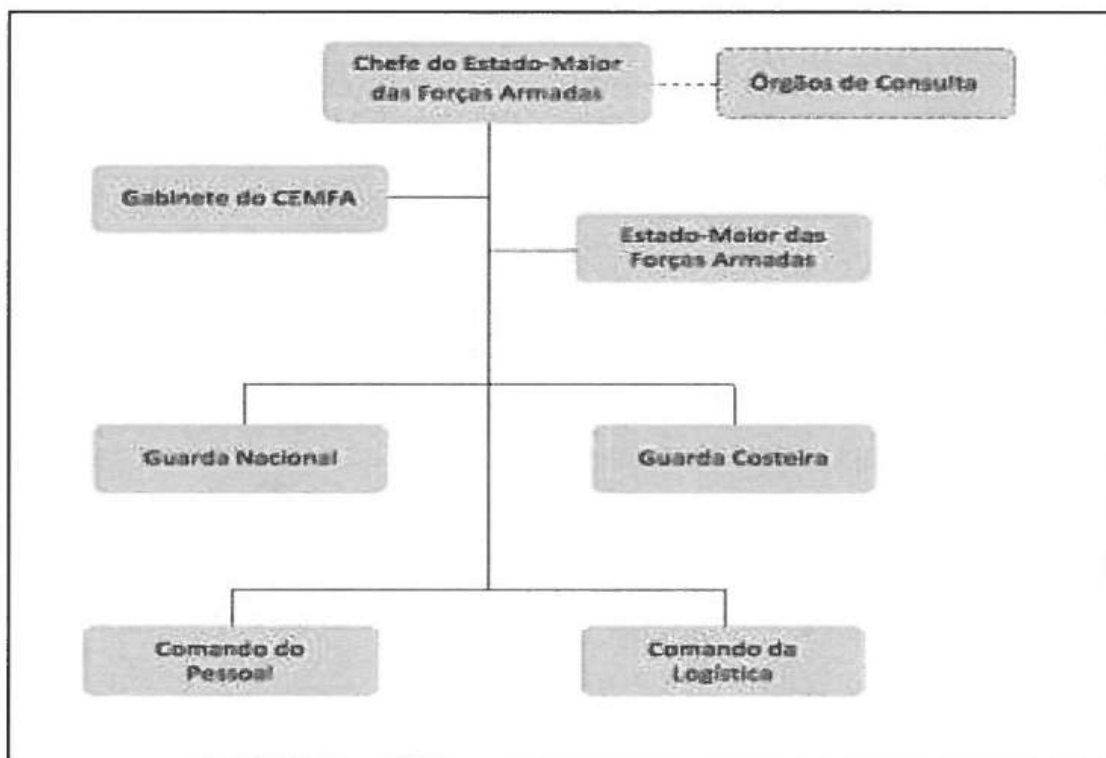 Chefe do Estado-Maior
das Forças Armadas
Órgãos de Consulta
Gabinete do CEMFA
Estado-Maior das
Forças Armadas
Guarda Nacional
Guarda Costeira
Comando do
Pessoal
Comando da
Logística